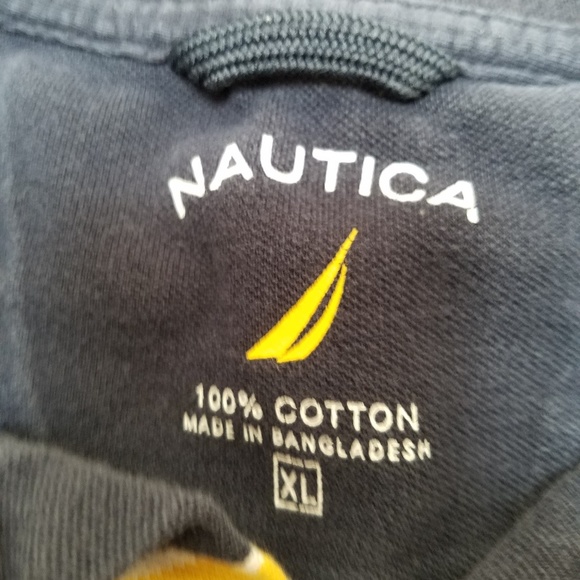 NAUTICA
100% COTTON
MADE IN BANGLADESH
XL